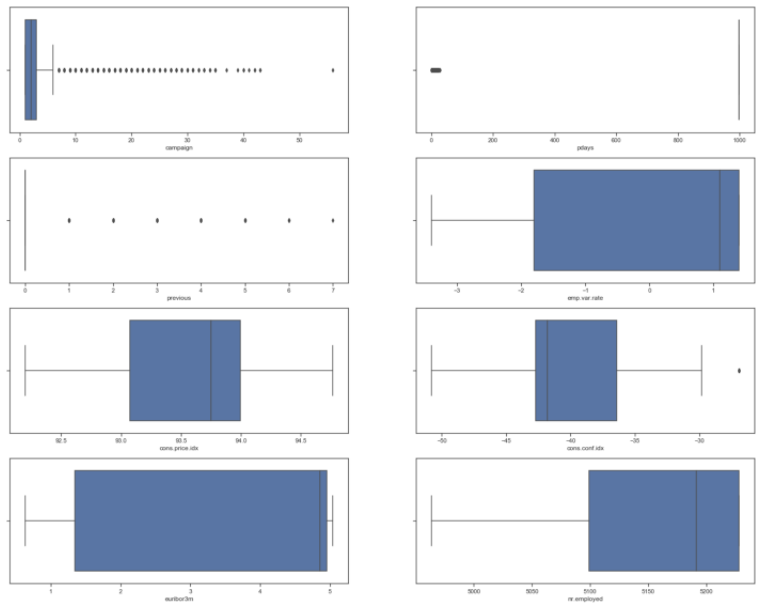 0 10 20 30 40 50
campaign
0 200 400 600 800 1000
pdays
0 1 2 3 4 5 6 7
previous
−3 −2 −1 0 1
emp.var.rate
92.5 93.0 93.5 94.0 94.5
cons.price.idx
−50 −45 −40 −35 −30
cons.conf.idx
1 2 3 4 5
euribor3m
5000 5050 5100 5150 5200
nr.employed